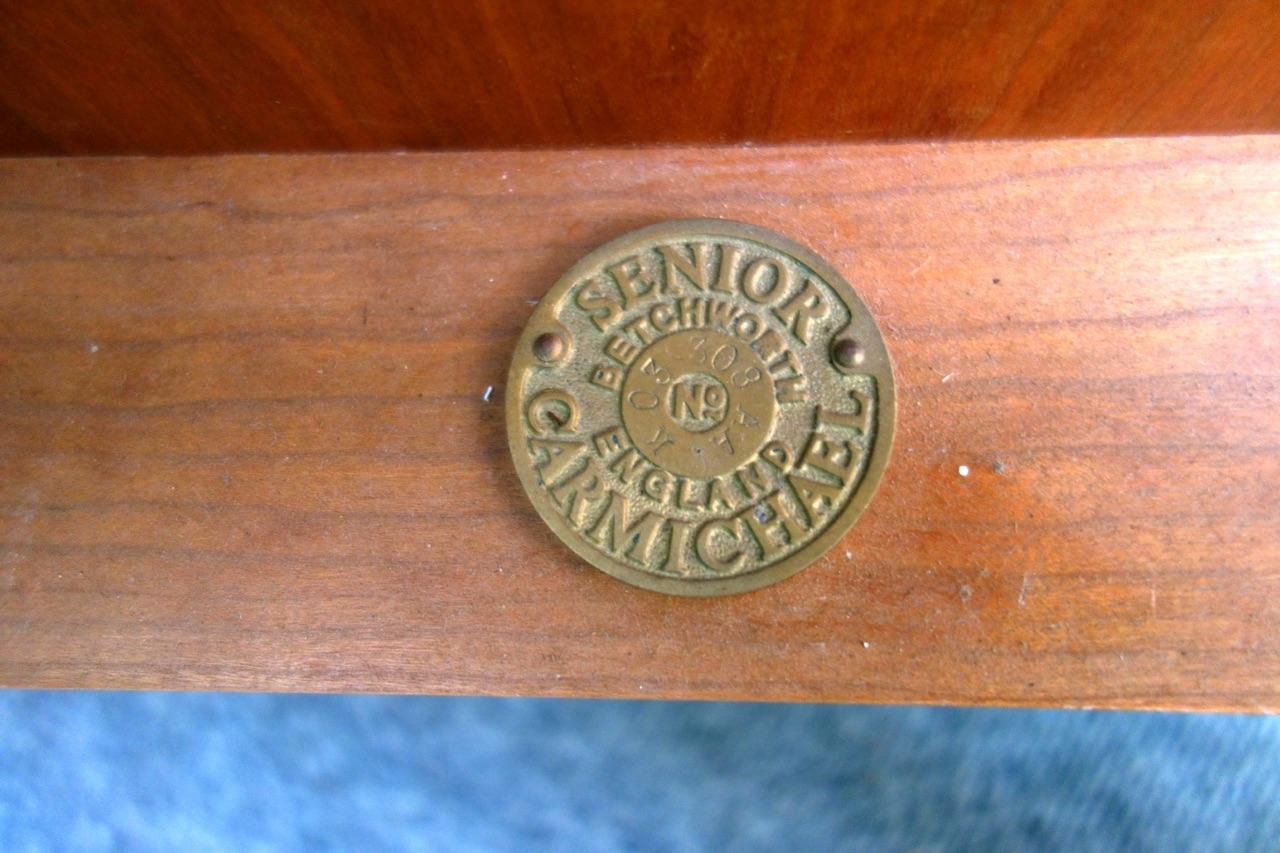 SENIOR
BETCHWORTH
308
No
ENGLAND
CARMICHAEL